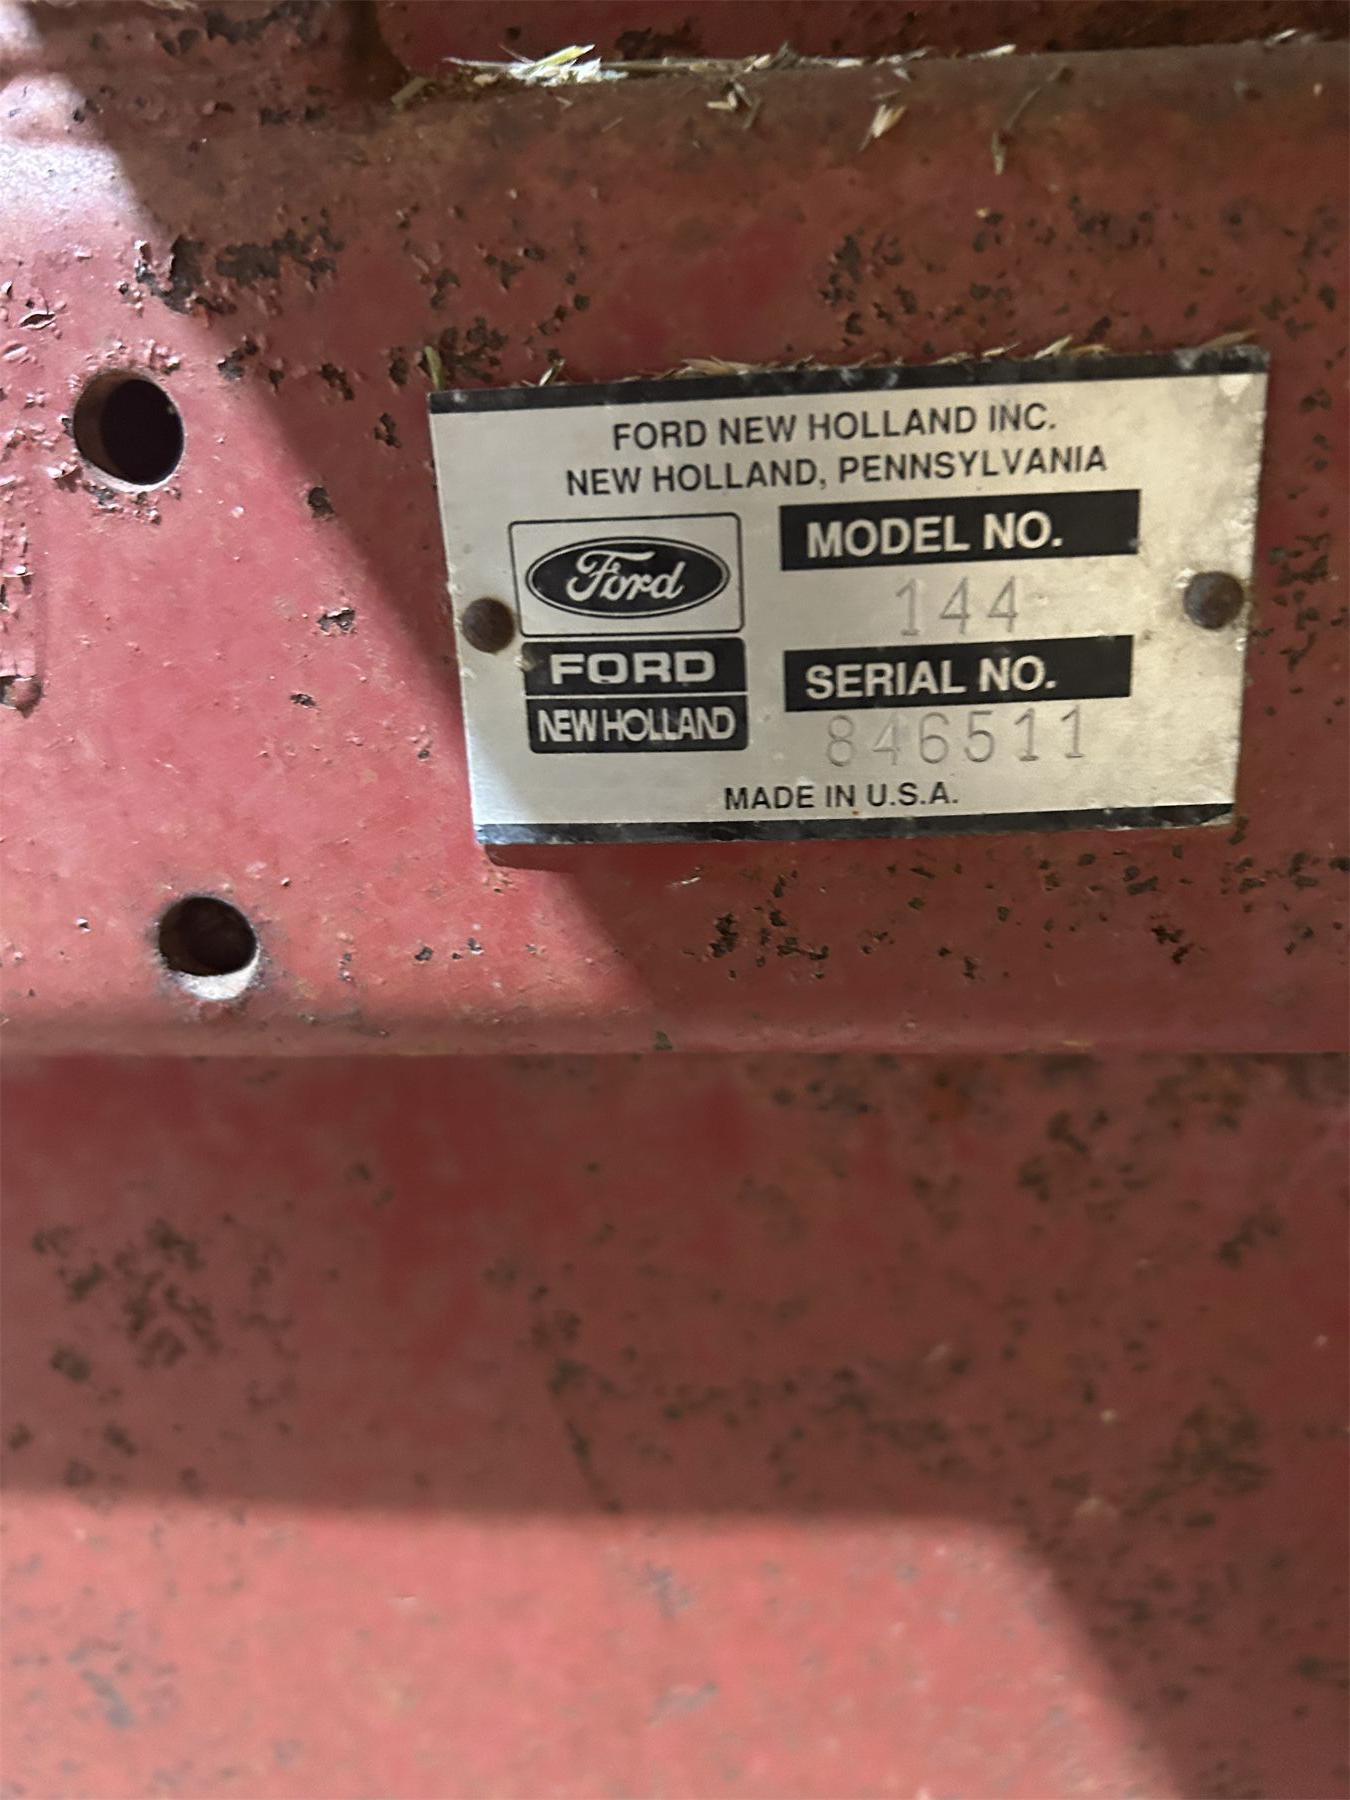 FORD NEW HOLLAND INC.
NEW HOLLAND, PENNSYLVANIA
Ford
FORD
NEW HOLLAND
MODEL NO.
144
SERIAL NO.
846511
MADE IN U.S.A.